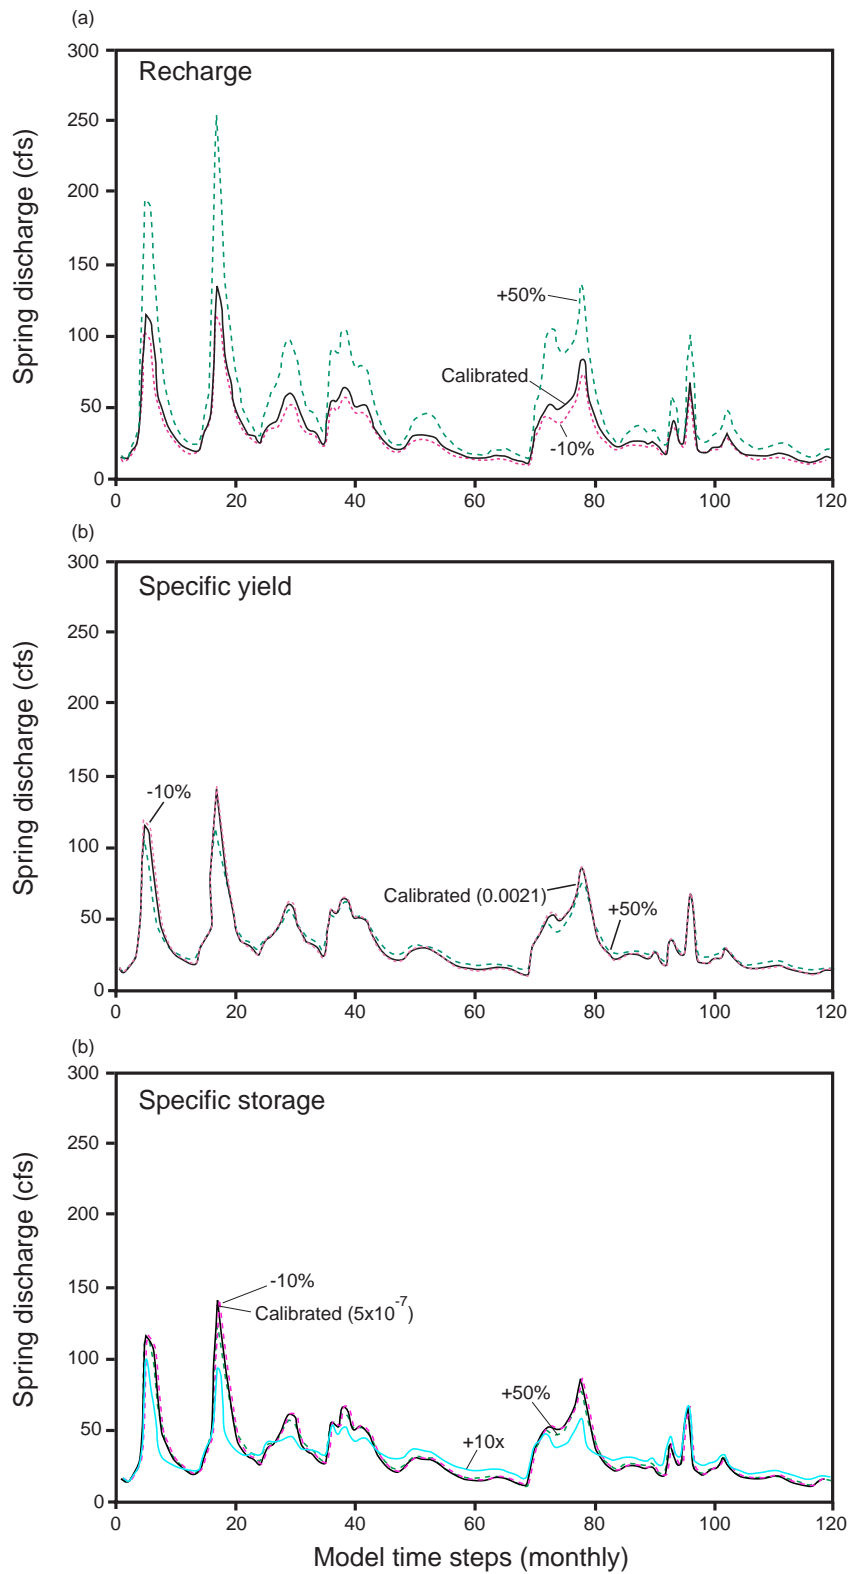 (a)
300
Recharge
250
200
150
100
50
0
Spring discharge (cfs)
+50%
Calibrated
-10%
0 20 40 60 80 100 120
(b)
300
Specific yield
250
200
150
100
50
0
Spring discharge (cfs)
-10%
Calibrated (0.0021)
+50%
0 20 40 60 80 100 120
(b)
300
Specific storage
250
200
150
100
50
0
Spring discharge (cfs)
-10%
Calibrated (5x10⁻⁷)
+50%
+10x
0 20 40 60 80 100 120
Model time steps (monthly)